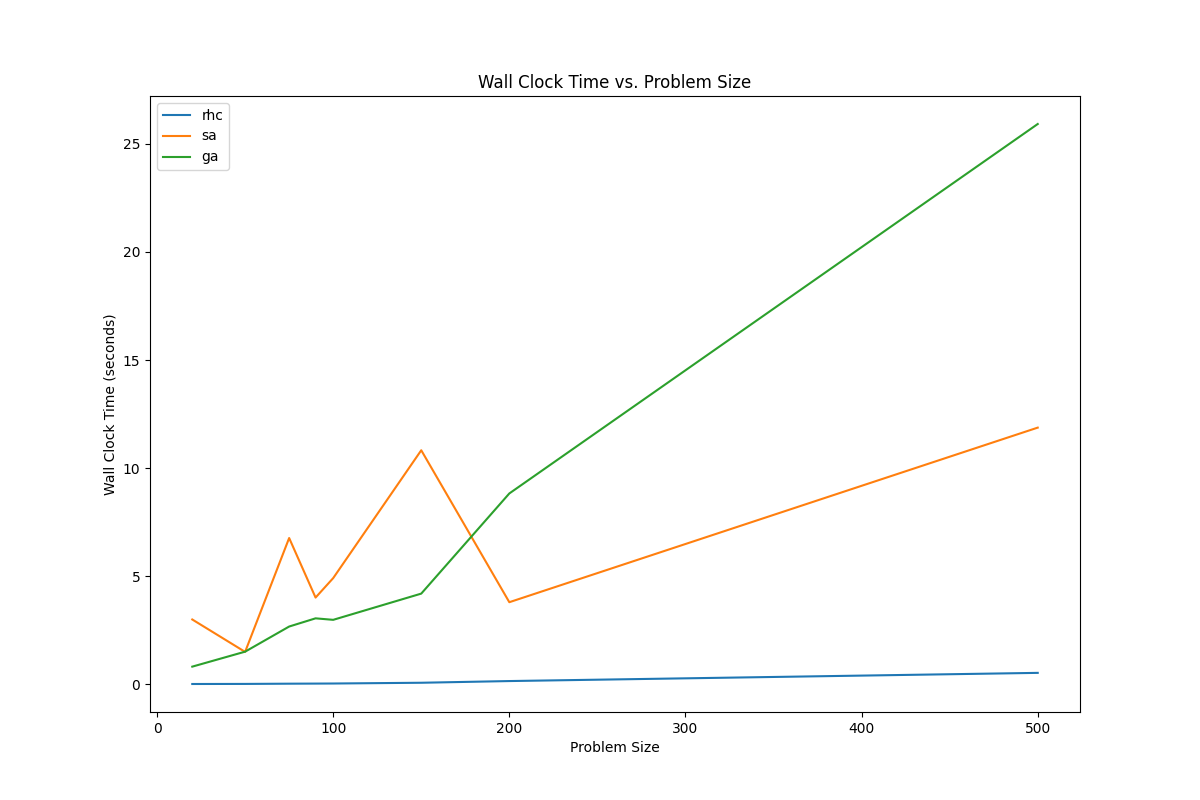 Wall Clock Time vs. Problem Size
rhc
sa
ga
25
20
15
10
5
0
Wall Clock Time (seconds)
0 100 200 300 400 500
Problem Size